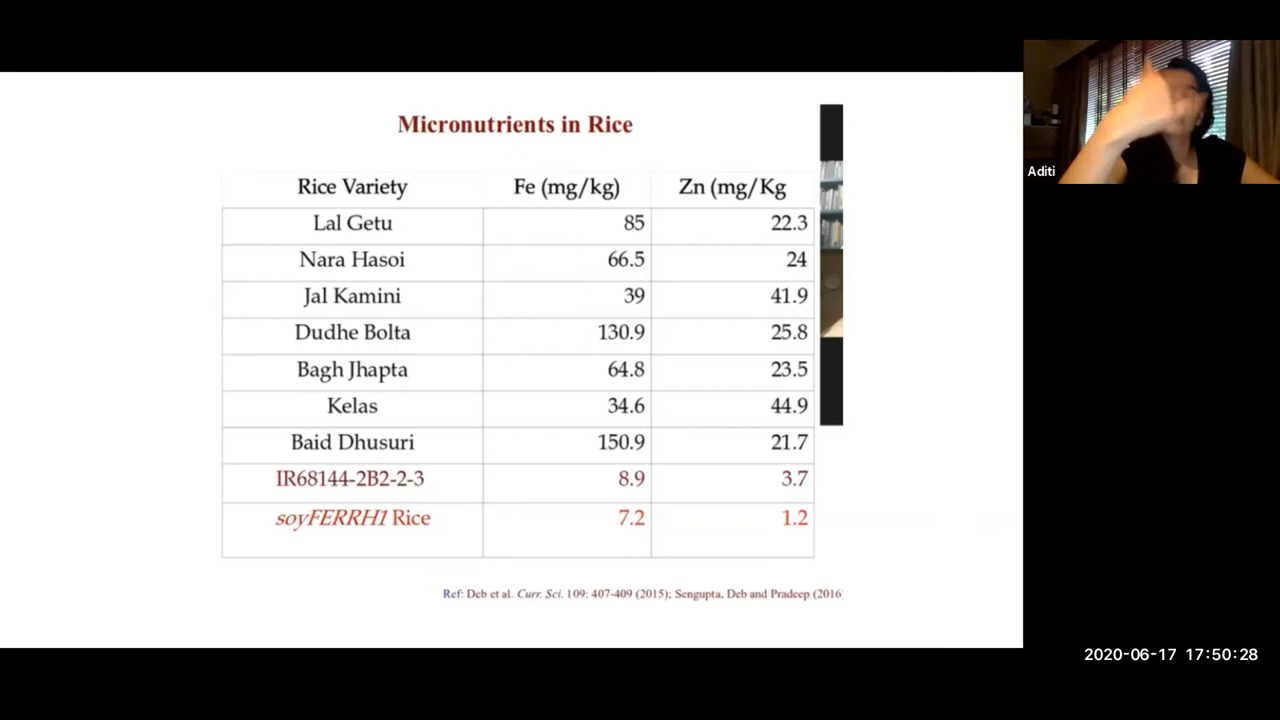 Micronutrients in Rice
Rice Variety Fe (mg/kg) Zn (mg/Kg
Lal Getu 85 22.3
Nara Hasoi 66.5 24
Jal Kamini 39 41.9
Dudhe Bolta 130.9 25.8
Bagh Jhapta 64.8 23.5
Kelas 34.6 44.9
Baid Dhusuri 150.9 21.7
IR68144-2B2-2-3 8.9 3.7
soyFERRH1 Rice 7.2 1.2
Ref: Deb et al. Curr. Sci. 109: 407-409 (2015); Sengupta, Deb and Pradeep (2016)
Aditi
2020-06-17 17:50:28